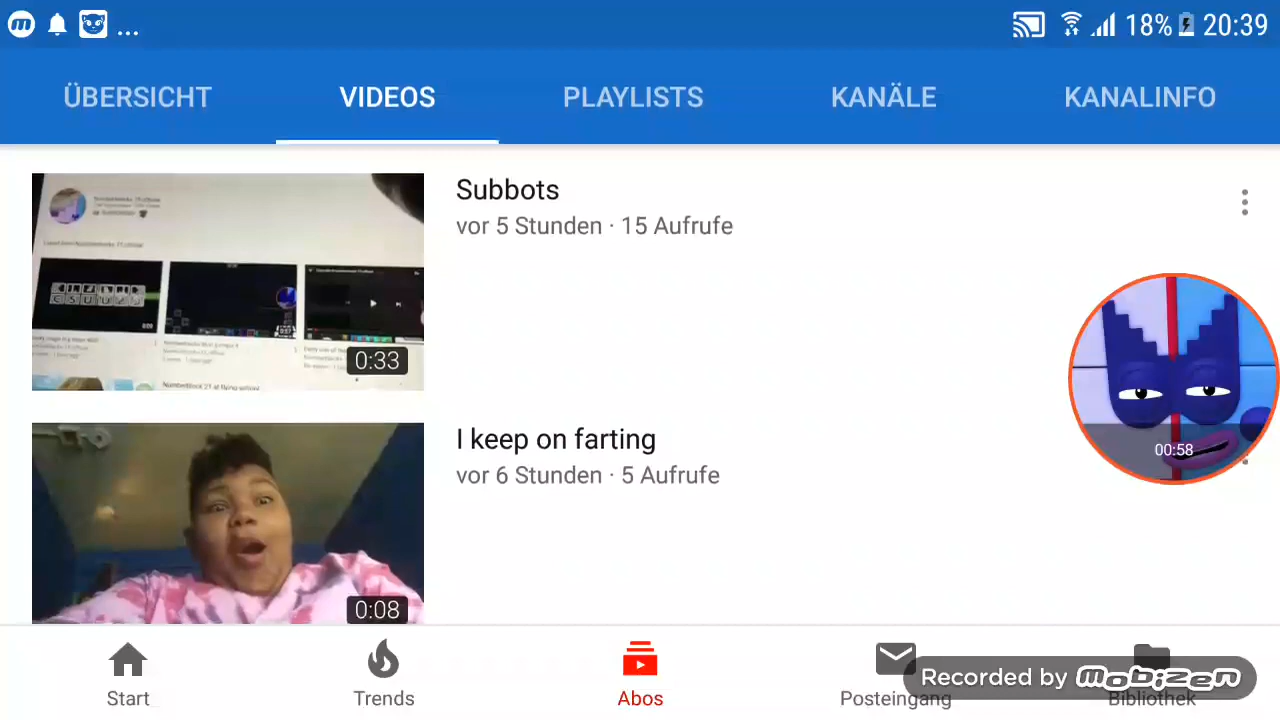 m ... 18% 20:39
ÜBERSICHT VIDEOS PLAYLISTS KANÄLE KANALINFO
Subbots
vor 5 Stunden · 15 Aufrufe
0:33
I keep on farting
vor 6 Stunden · 5 Aufrufe
0:08
00:58
Start Trends Abos Posteingang Bibliothek
Recorded by mobizen